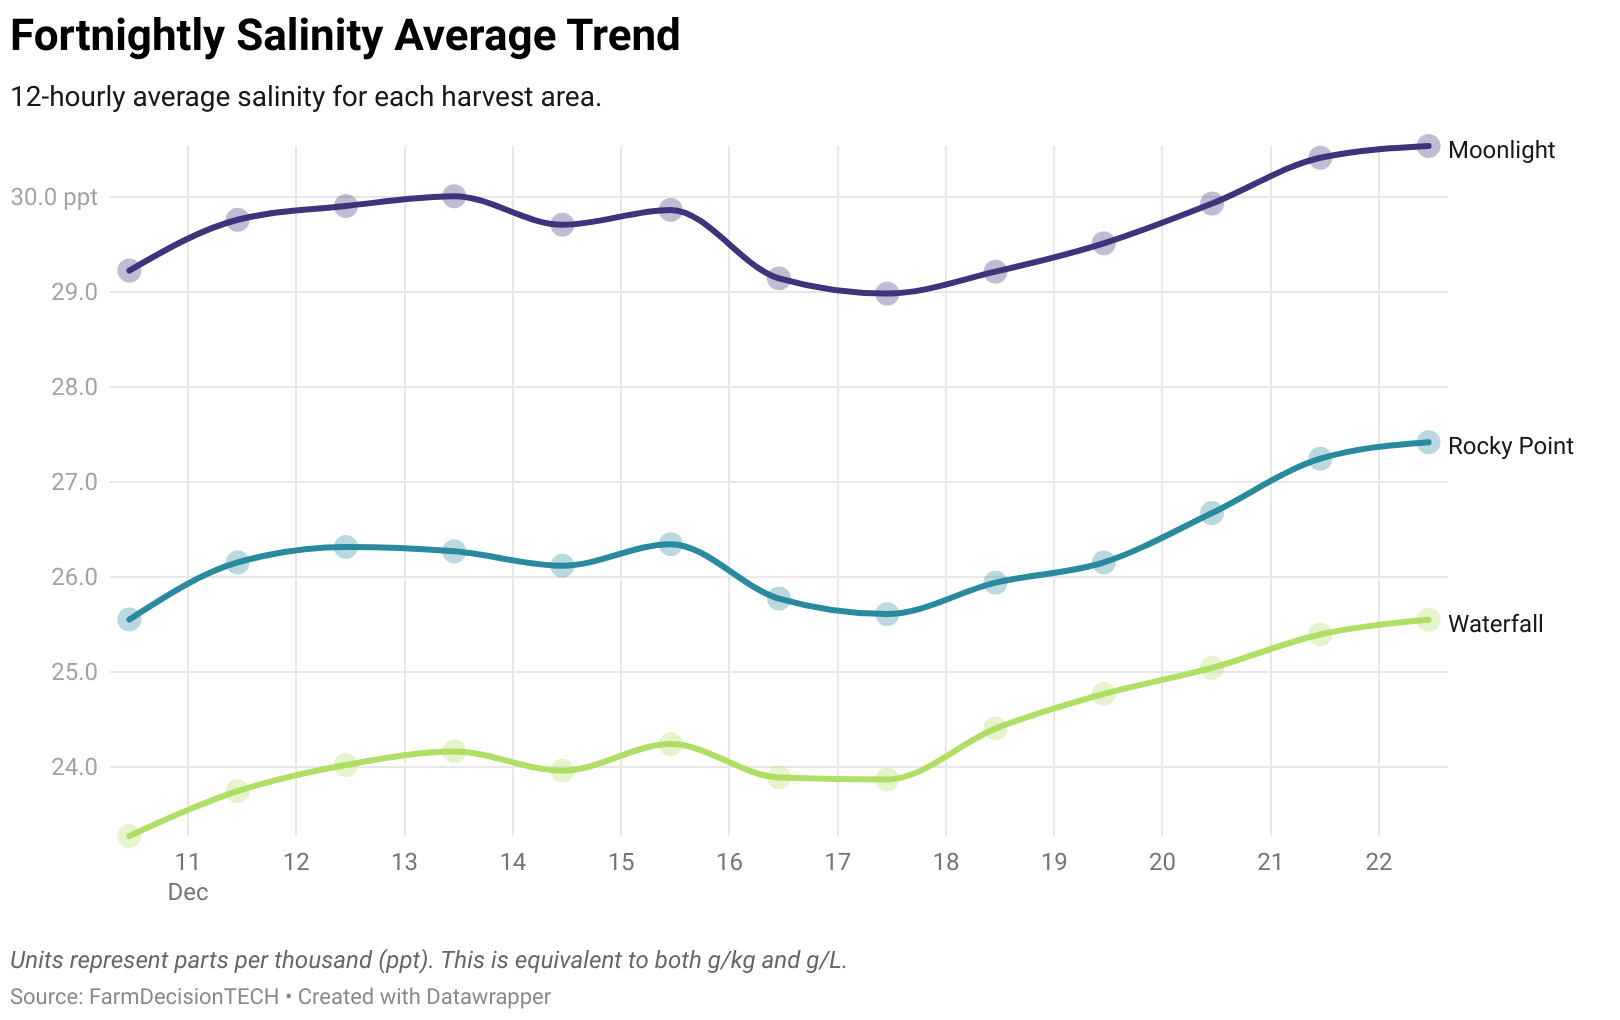 Fortnightly Salinity Average Trend
12-hourly average salinity for each harvest area.
Moonlight
30.0 ppt
29.0
28.0
Rocky Point
27.0
26.0
Waterfall
25.0
24.0
11 12 13 14 15 16 17 18 19 20 21 22
Dec
Units represent parts per thousand (ppt). This is equivalent to both g/kg and g/L.
Source: FarmDecisionTECH • Created with Datawrapper